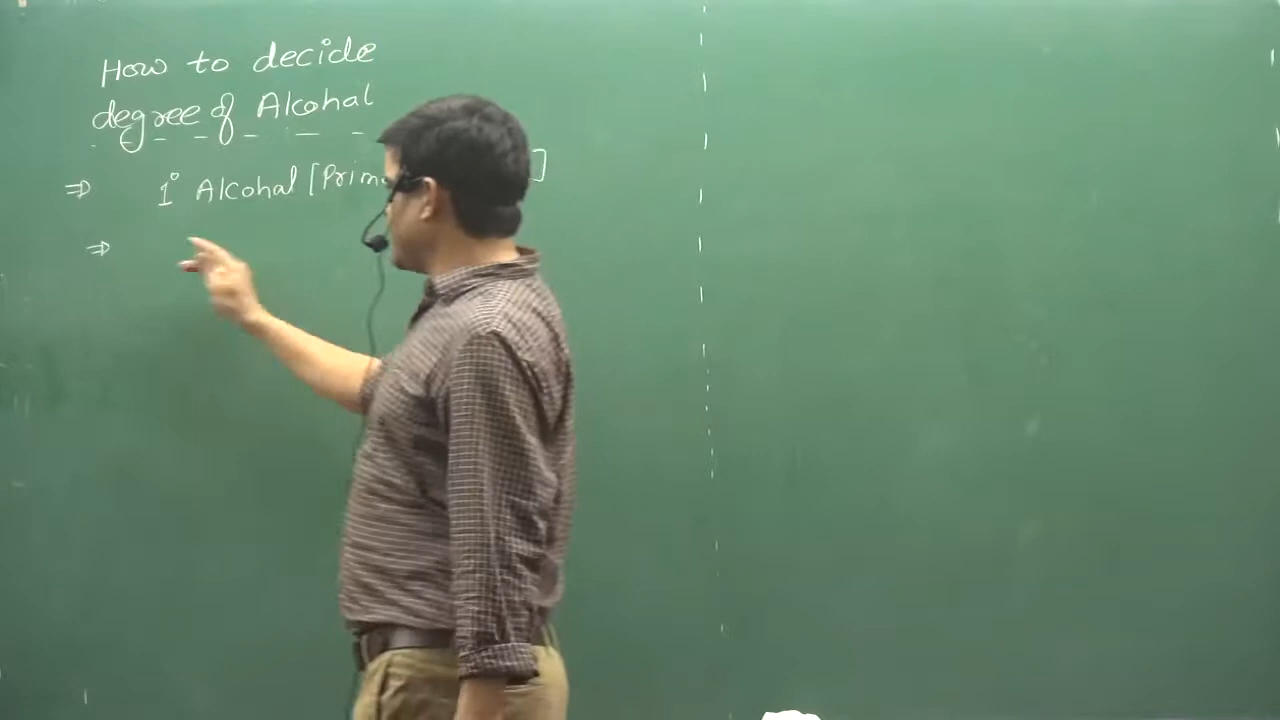 How to decide
degree of Alcohal
⇒ 1° Alcohal [Prim ]
⇒